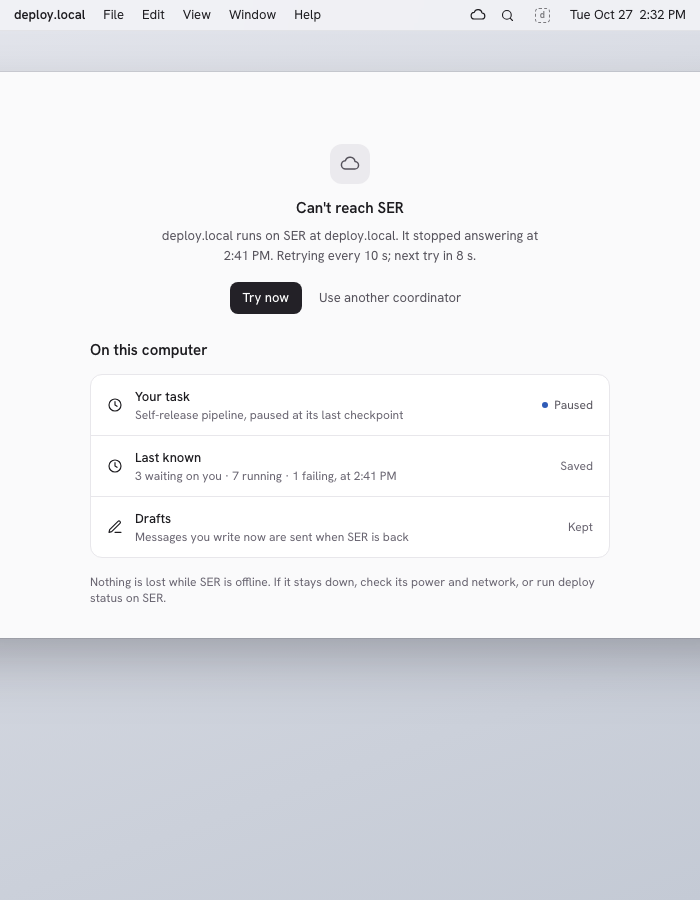 deploy.local File Edit View Window Help d Tue Oct 27 2:32 PM
Can't reach SER
deploy.local runs on SER at deploy.local. It stopped answering at
2:41 PM. Retrying every 10 s; next try in 8 s.
Try now Use another coordinator
On this computer
Your task
Self-release pipeline, paused at its last checkpoint
Paused
Last known
3 waiting on you · 7 running · 1 failing, at 2:41 PM
Saved
Drafts
Messages you write now are sent when SER is back
Kept
Nothing is lost while SER is offline. If it stays down, check its power and network, or run deploy
status on SER.